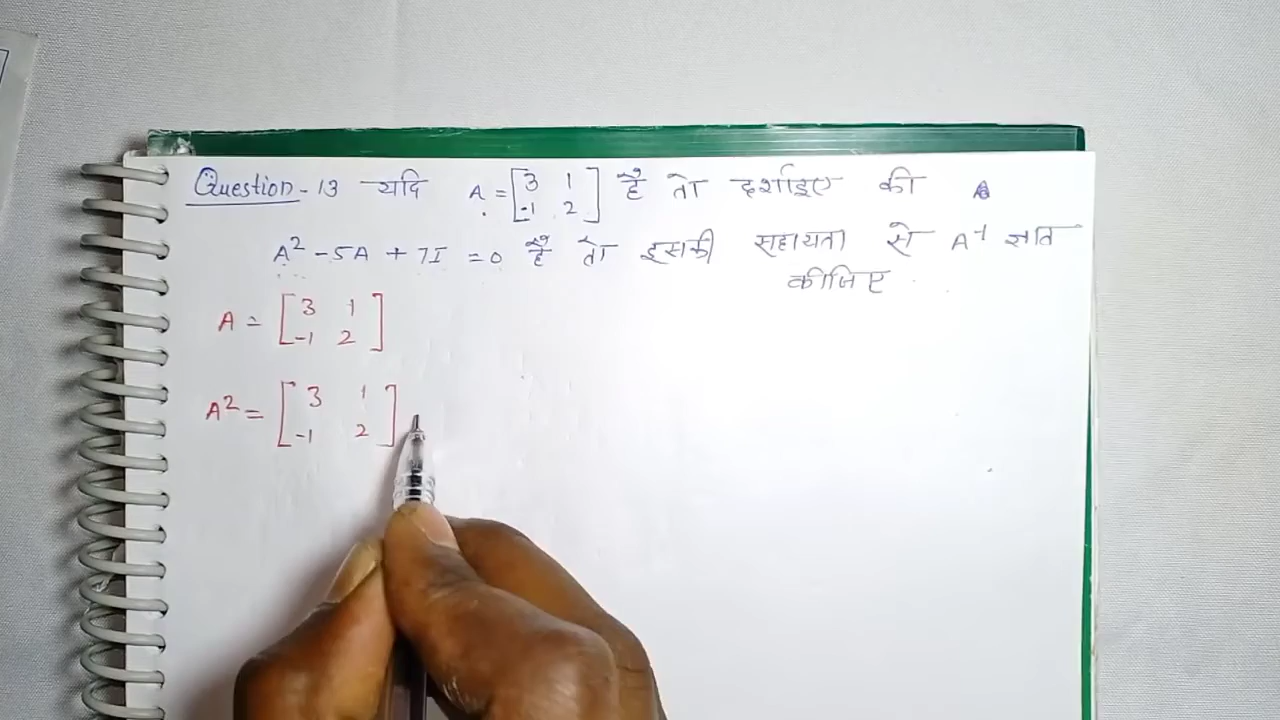 Question-13 यदि A = [3 1 -1 2] है तो दर्शाइए की A
A² - 5A + 7I = 0 है तो इसकी सहायता से A⁻¹ ज्ञात
कीजिए
A = [3 1 -1 2]
A² = [3 1 -1 2]